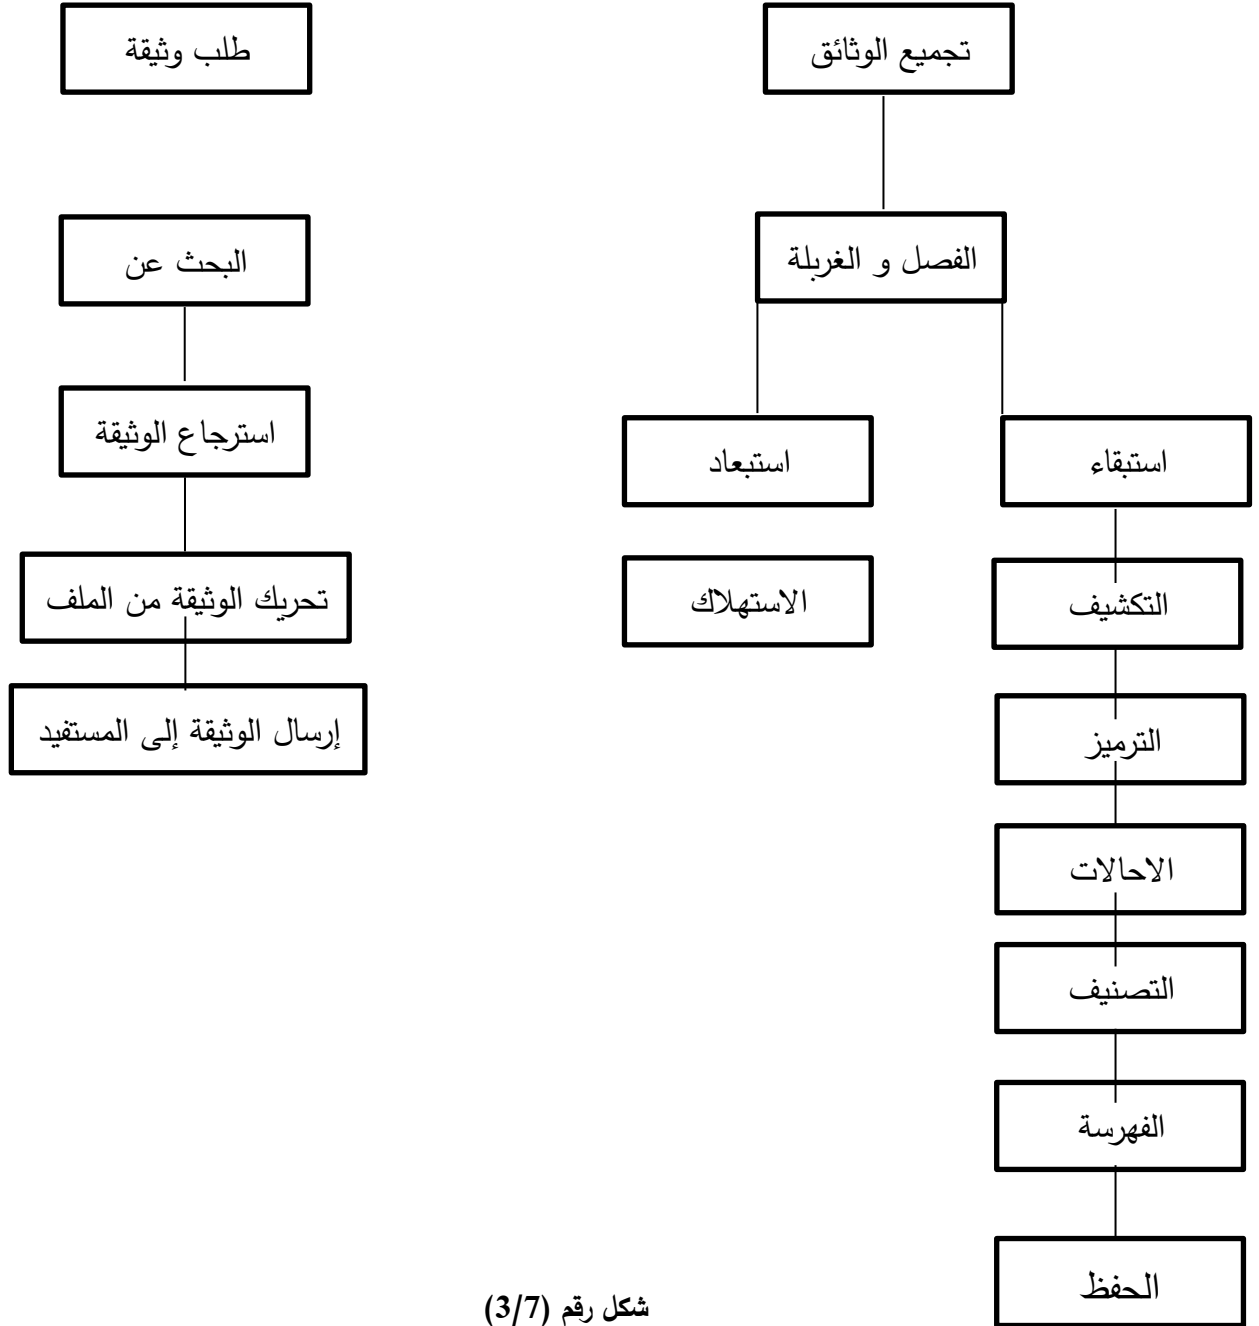 تجميع الوثائق
طلب وثيقة
الفصل و الغربلة
البحث عن
استرجاع الوثيقة
استبقاء
استبعاد
تحريك الوثيقة من الملف
التكشيف
الاستهلاك
إرسال الوثيقة إلى المستفيد
الترميز
الاحالات
التصنيف
الفهرسة
الحفظ
شكل رقم (3/7)